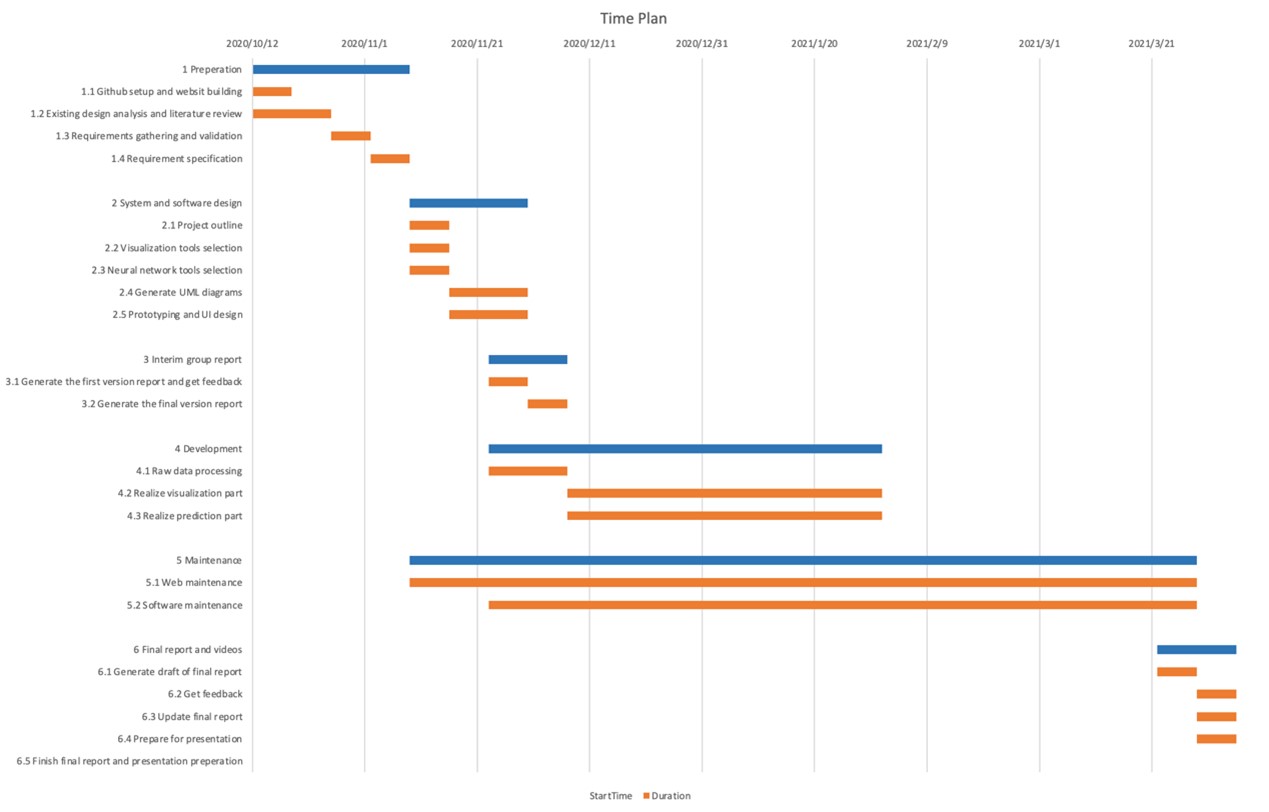 Time Plan
2020/10/12 2020/11/1 2020/11/21 2020/12/11 2020/12/31 2021/1/20 2021/2/9 2021/3/1 2021/3/21
1 Preperation
1.1 Github setup and websit building
1.2 Existing design analysis and literature review
1.3 Requirements gathering and validation
1.4 Requirement specification
2 System and software design
2.1 Project outline
2.2 Visualization tools selection
2.3 Neural network tools selection
2.4 Generate UML diagrams
2.5 Prototyping and UI design
3 Interim group report
3.1 Generate the first version report and get feedback
3.2 Generate the final version report
4 Development
4.1 Raw data processing
4.2 Realize visualization part
4.3 Realize prediction part
5 Maintenance
5.1 Web maintenance
5.2 Software maintenance
6 Final report and videos
6.1 Generate draft of final report
6.2 Get feedback
6.3 Update final report
6.4 Prepare for presentation
6.5 Finish final report and presentation preperation
StartTime Duration